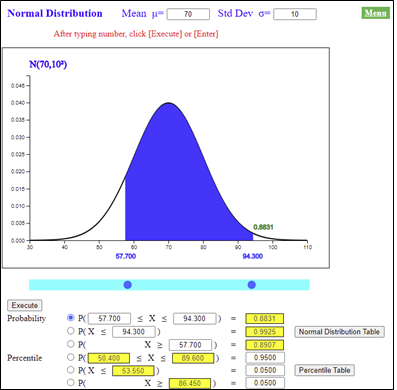 Normal Distribution Mean μ= 70 Std Dev σ= 10 Menu
After typing number, click [Execute] or [Enter]
N(70,10²)
0.045
0.040
0.035
0.030
0.025
0.020
0.015
0.010
0.005
0.8831
0.000
30 40 50 60 70 80 90 100 110
57.700 94.300
Execute
Probability P( 57.700 ≤ X ≤ 94.300 ) = 0.8831
P( X ≤ 94.300 ) = 0.9925 Normal Distribution Table
P( X ≥ 57.700 ) = 0.8907
Percentile P( 50.400 ≤ X ≤ 89.600 ) = 0.9500
P( X ≤ 53.550 ) = 0.0500 Percentile Table
P( X ≥ 86.450 ) = 0.0500